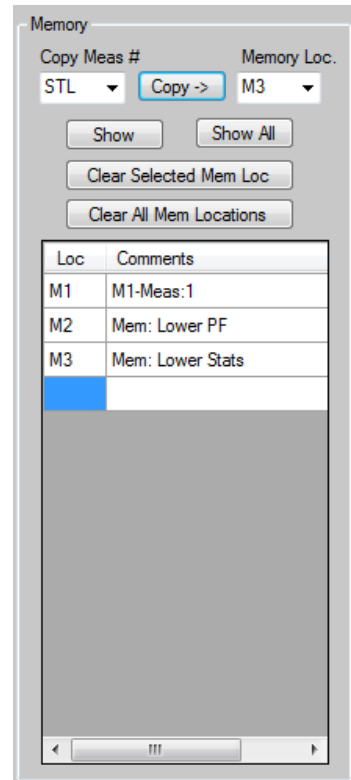 Memory
Copy Meas # Memory Loc.
STL Copy -> M3
Show Show All
Clear Selected Mem Loc
Clear All Mem Locations
Loc Comments
M1 M1-Meas:1
M2 Mem: Lower PF
M3 Mem: Lower Stats